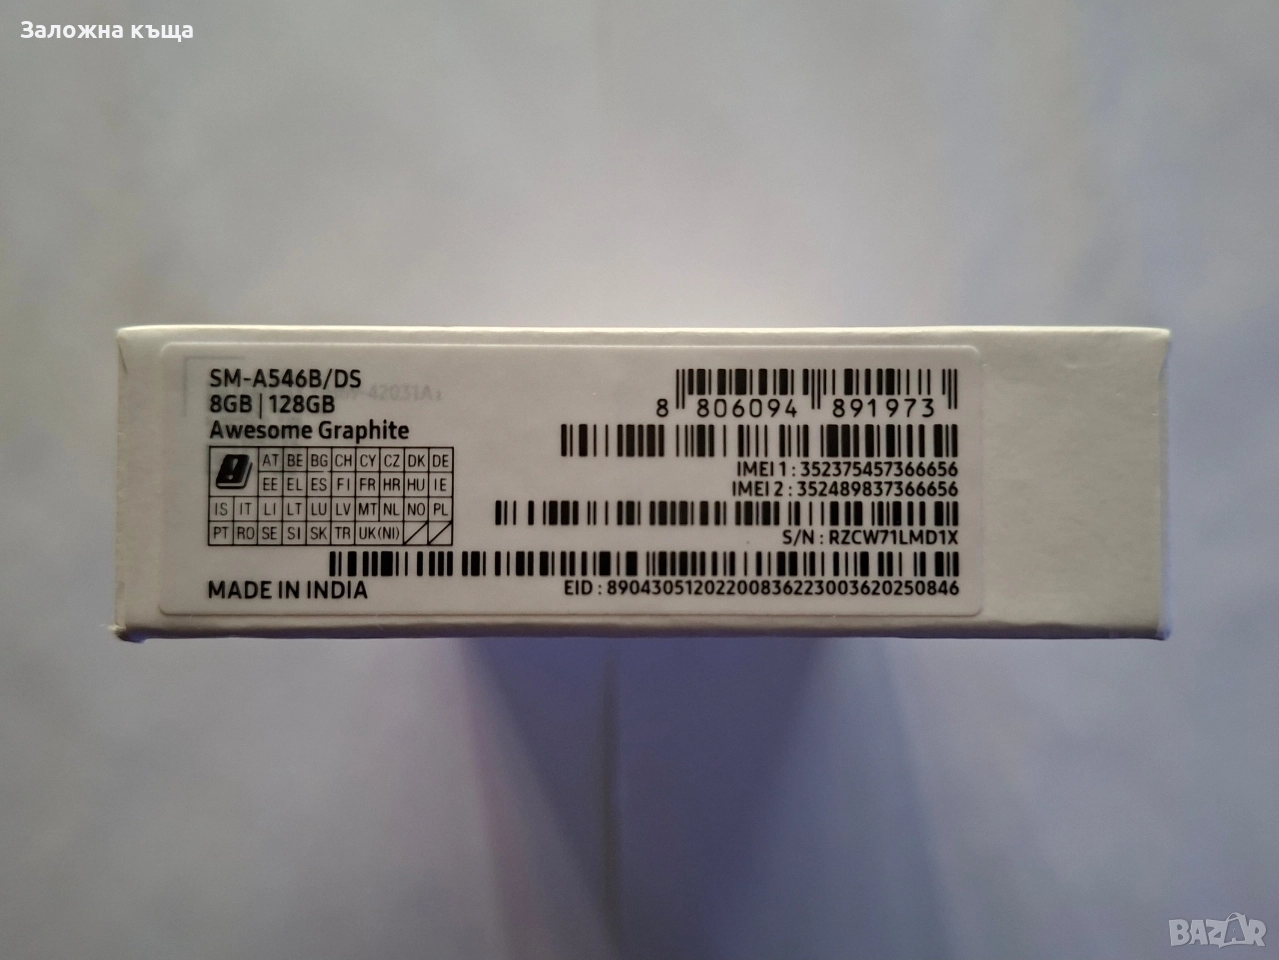 Заложна къща
SM-A546B/DS
8GB | 128GB
Awesome Graphite
AT BE BG CH CY CZ DK DE
EE EL ES FI FR HR HU IE
IS IT LI LT LU LV MT NL NO PL
PT RO SE SI SK TR UK(NI)
MADE IN INDIA
8 806094 891973
IMEI 1 : 352375457366656
IMEI 2 : 352489837366656
S/N : RZCW71LMD1X
EID : 89043051202200836223003620250846
BAZAR